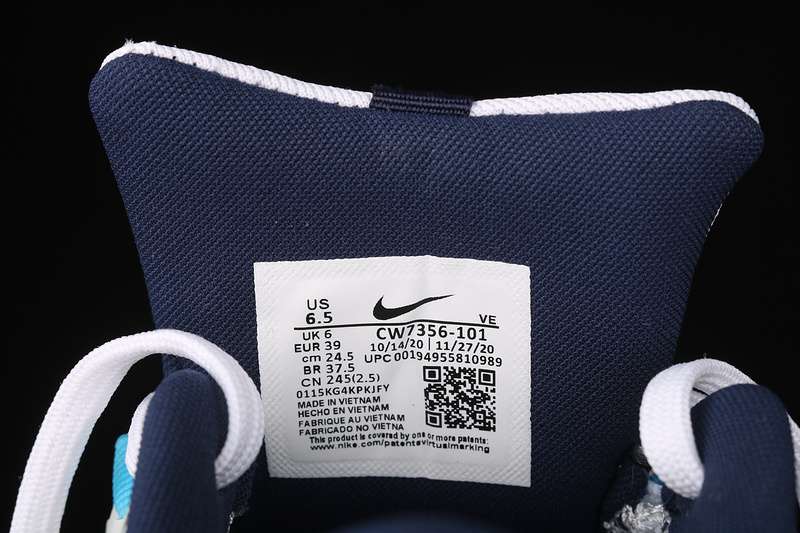 US
6.5
VE
UK 6
CW7356-101
EUR 39
10/14/20 | 11/27/20
cm 24.5
UPC 00194955810989
BR 37.5
CN 245(2.5)
0115KG4KPKJFY
MADE IN VIETNAM
HECHO EN VIETNAM
FABRIQUE AU VIETNAM
FABRICADO NO VIETNA
This product is covered by one or more patents:
www.nike.com/patentsvirtualmarking